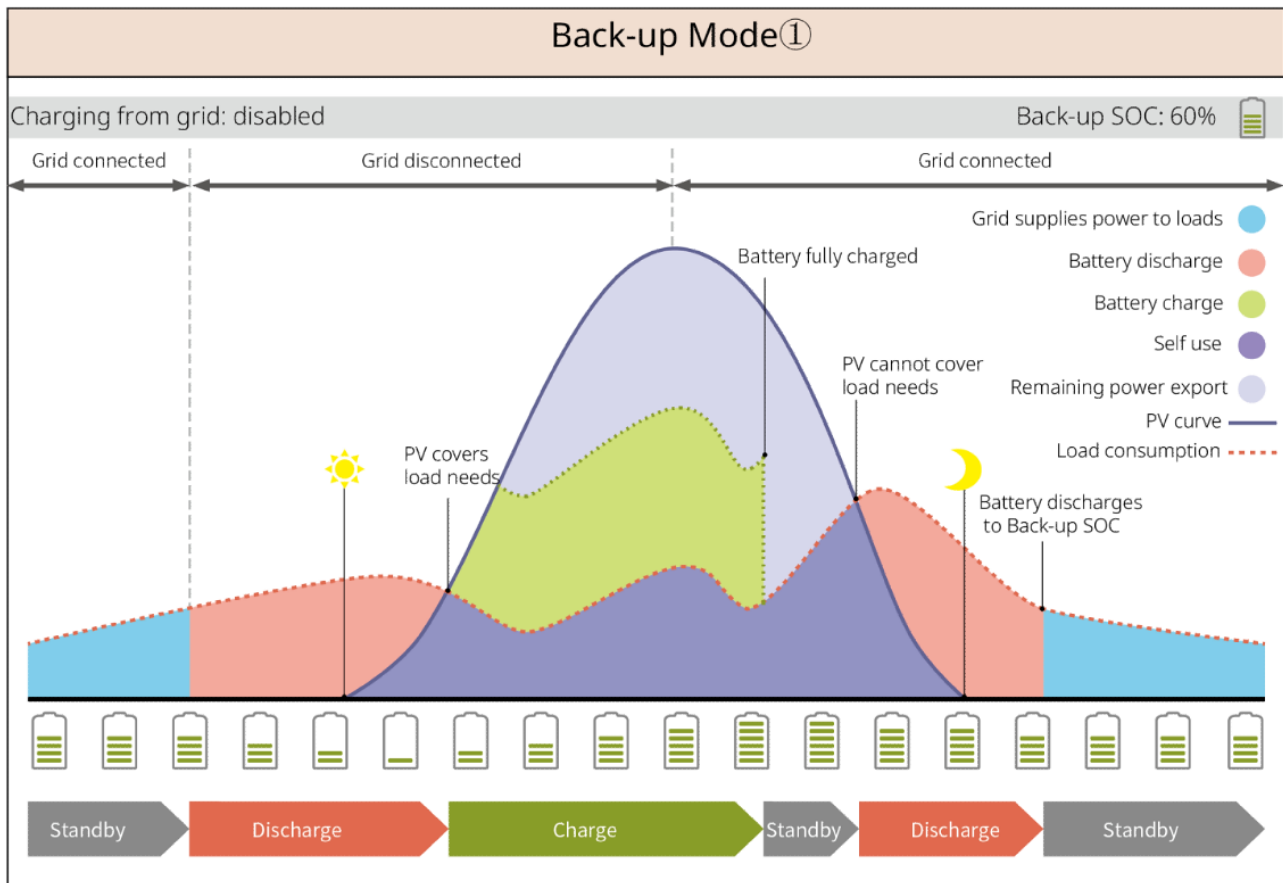 Back-up Mode①
Charging from grid: disabled
Back-up SOC: 60%
Grid connected
Grid disconnected
Grid connected
Grid supplies power to loads
Battery discharge
Battery charge
Self use
Remaining power export
PV curve
Load consumption
Battery fully charged
PV cannot cover
load needs
PV covers
load needs
Battery discharges
to Back-up SOC
Standby
Discharge
Charge
Standby
Discharge
Standby